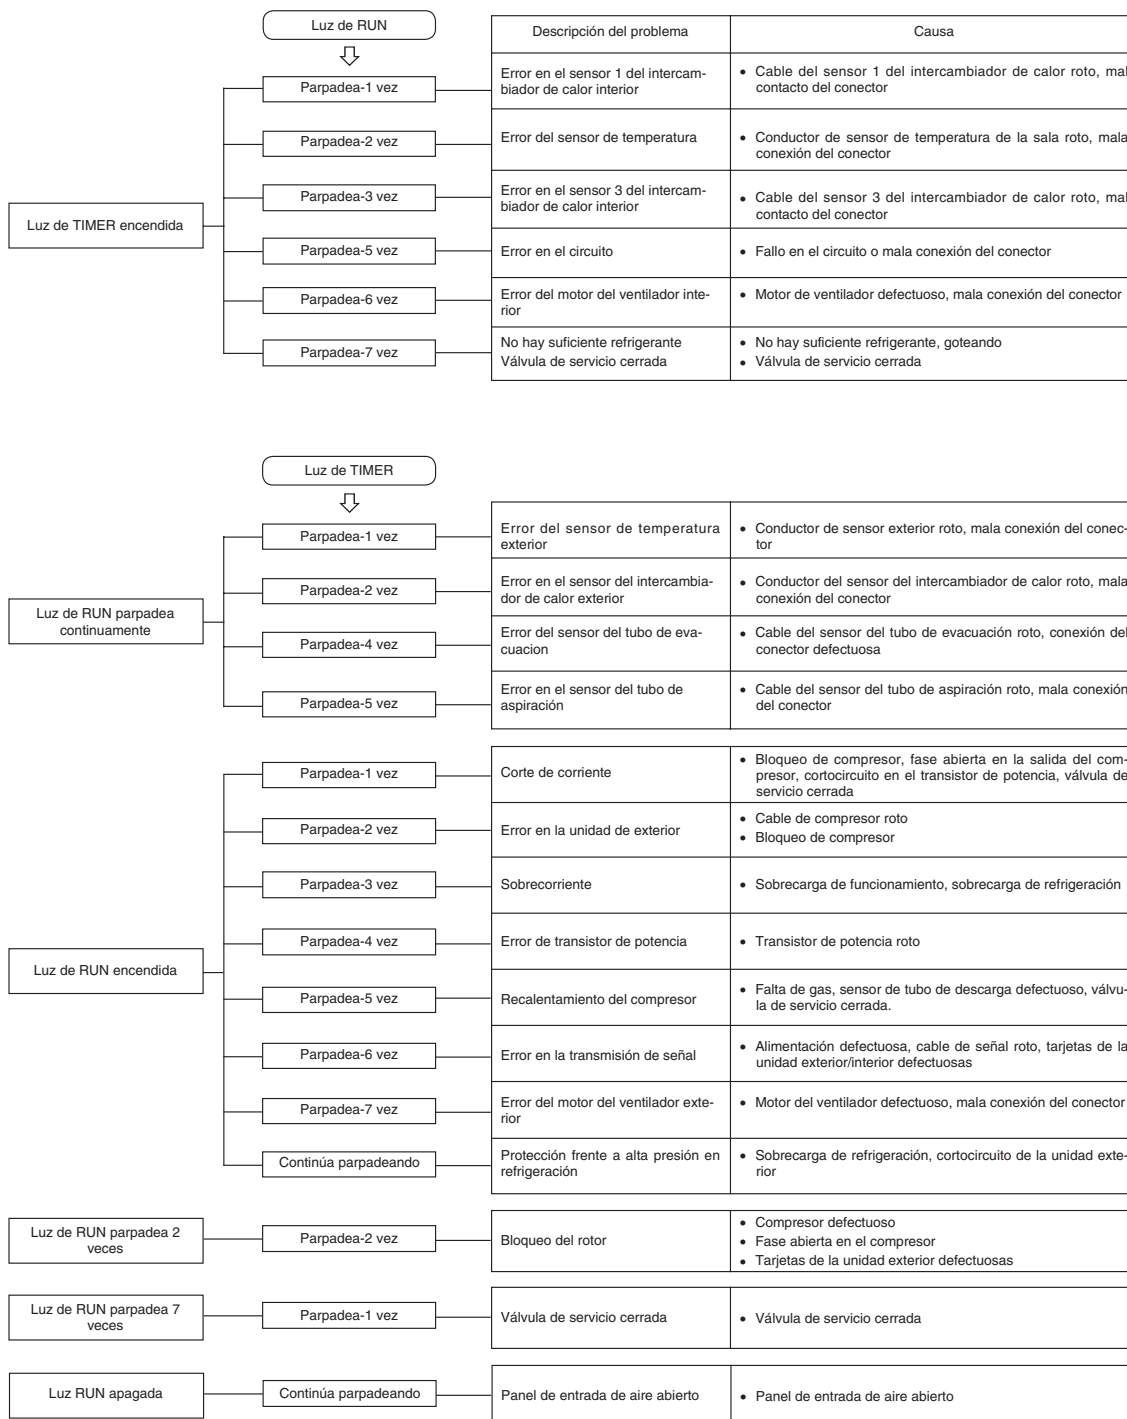 Luz de RUN
Descripción del problema
Causa
Luz de TIMER encendida
Parpadea-1 vez
Error en el sensor 1 del intercam-
biador de calor interior
• Cable del sensor 1 del intercambiador de calor roto, mal
contacto del conector
Parpadea-2 vez
Error del sensor de temperatura
• Conductor de sensor de temperatura de la sala roto, mala
conexión del conector
Parpadea-3 vez
Error en el sensor 3 del intercam-
biador de calor interior
• Cable del sensor 3 del intercambiador de calor roto, mal
contacto del conector
Parpadea-5 vez
Error en el circuito
• Fallo en el circuito o mala conexión del conector
Parpadea-6 vez
Error del motor del ventilador inte-
rior
• Motor de ventilador defectuoso, mala conexión del conector
Parpadea-7 vez
No hay suficiente refrigerante
Válvula de servicio cerrada
• No hay suficiente refrigerante, goteando
• Válvula de servicio cerrada
Luz de TIMER
Luz de RUN parpadea
continuamente
Parpadea-1 vez
Error del sensor de temperatura
exterior
• Conductor de sensor exterior roto, mala conexión del conec-
tor
Parpadea-2 vez
Error en el sensor del intercambia-
dor de calor exterior
• Conductor del sensor del intercambiador de calor roto, mala
conexión del conector
Parpadea-4 vez
Error del sensor del tubo de eva-
cuacion
• Cable del sensor del tubo de evacuación roto, conexión del
conector defectuosa
Parpadea-5 vez
Error en el sensor del tubo de
aspiración
• Cable del sensor del tubo de aspiración roto, mala conexión
del conector
Luz de RUN encendida
Parpadea-1 vez
Corte de corriente
• Bloqueo de compresor, fase abierta en la salida del com-
presor, cortocircuito en el transistor de potencia, válvula de
servicio cerrada
Parpadea-2 vez
Error en la unidad de exterior
• Cable de compresor roto
• Bloqueo de compresor
Parpadea-3 vez
Sobrecorriente
• Sobrecarga de funcionamiento, sobrecarga de refrigeración
Parpadea-4 vez
Error de transistor de potencia
• Transistor de potencia roto
Parpadea-5 vez
Recalentamiento del compresor
• Falta de gas, sensor de tubo de descarga defectuoso, válvu-
la de servicio cerrada.
Parpadea-6 vez
Error en la transmisión de señal
• Alimentación defectuosa, cable de señal roto, tarjetas de la
unidad exterior/interior defectuosas
Parpadea-7 vez
Error del motor del ventilador exte-
rior
• Motor del ventilador defectuoso, mala conexión del conector
Continúa parpadeando
Protección frente a alta presión en
refrigeración
• Sobrecarga de refrigeración, cortocircuito de la unidad exte-
rior
Luz de RUN parpadea 2
veces
Parpadea-2 vez
Bloqueo del rotor
• Compresor defectuoso
• Fase abierta en el compresor
• Tarjetas de la unidad exterior defectuosas
Luz de RUN parpadea 7
veces
Parpadea-1 vez
Válvula de servicio cerrada
• Válvula de servicio cerrada
Luz RUN apagada
Continúa parpadeando
Panel de entrada de aire abierto
• Panel de entrada de aire abierto